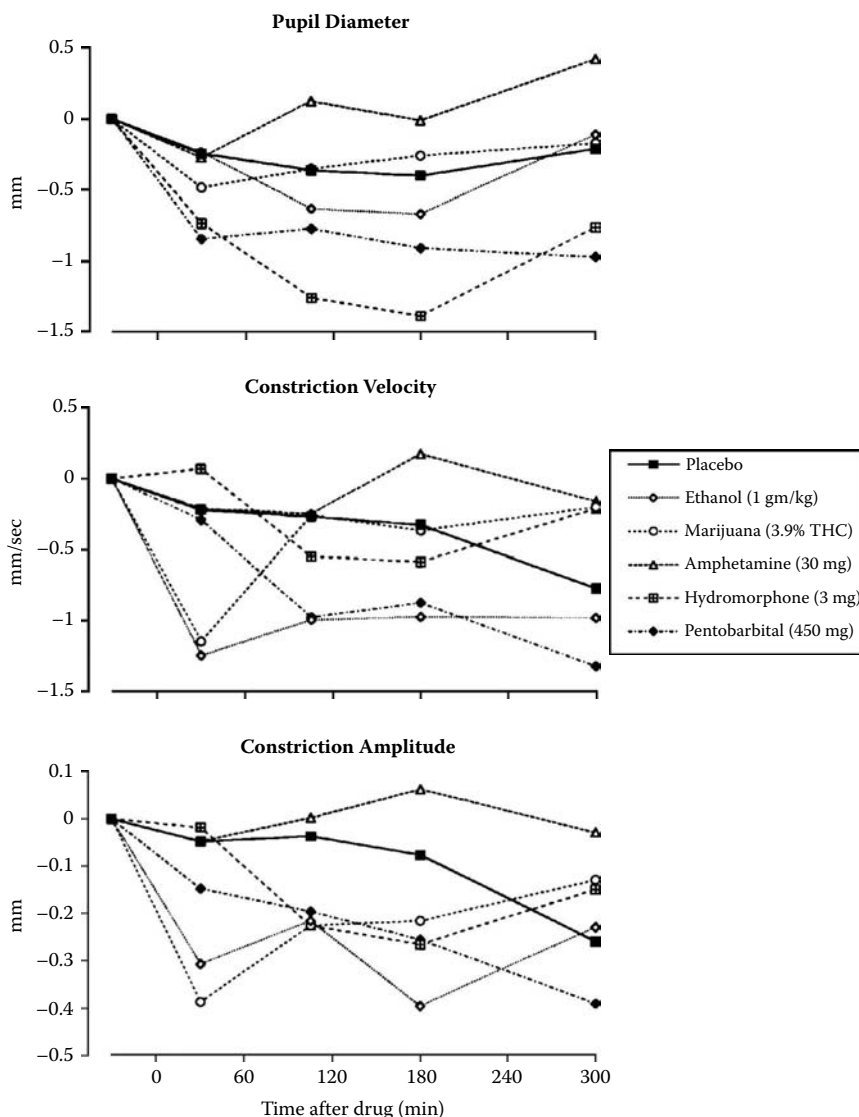 Pupil Diameter
0.5
0
−0.5
−1
−1.5
mm
Constriction Velocity
0.5
0
−0.5
−1
−1.5
mm/sec
Placebo
Ethanol (1 gm/kg)
Marijuana (3.9% THC)
Amphetamine (30 mg)
Hydromorphone (3 mg)
Pentobarbital (450 mg)
Constriction Amplitude
0.1
0
−0.1
−0.2
−0.3
−0.4
−0.5
mm
0 60 120 180 240 300
Time after drug (min)